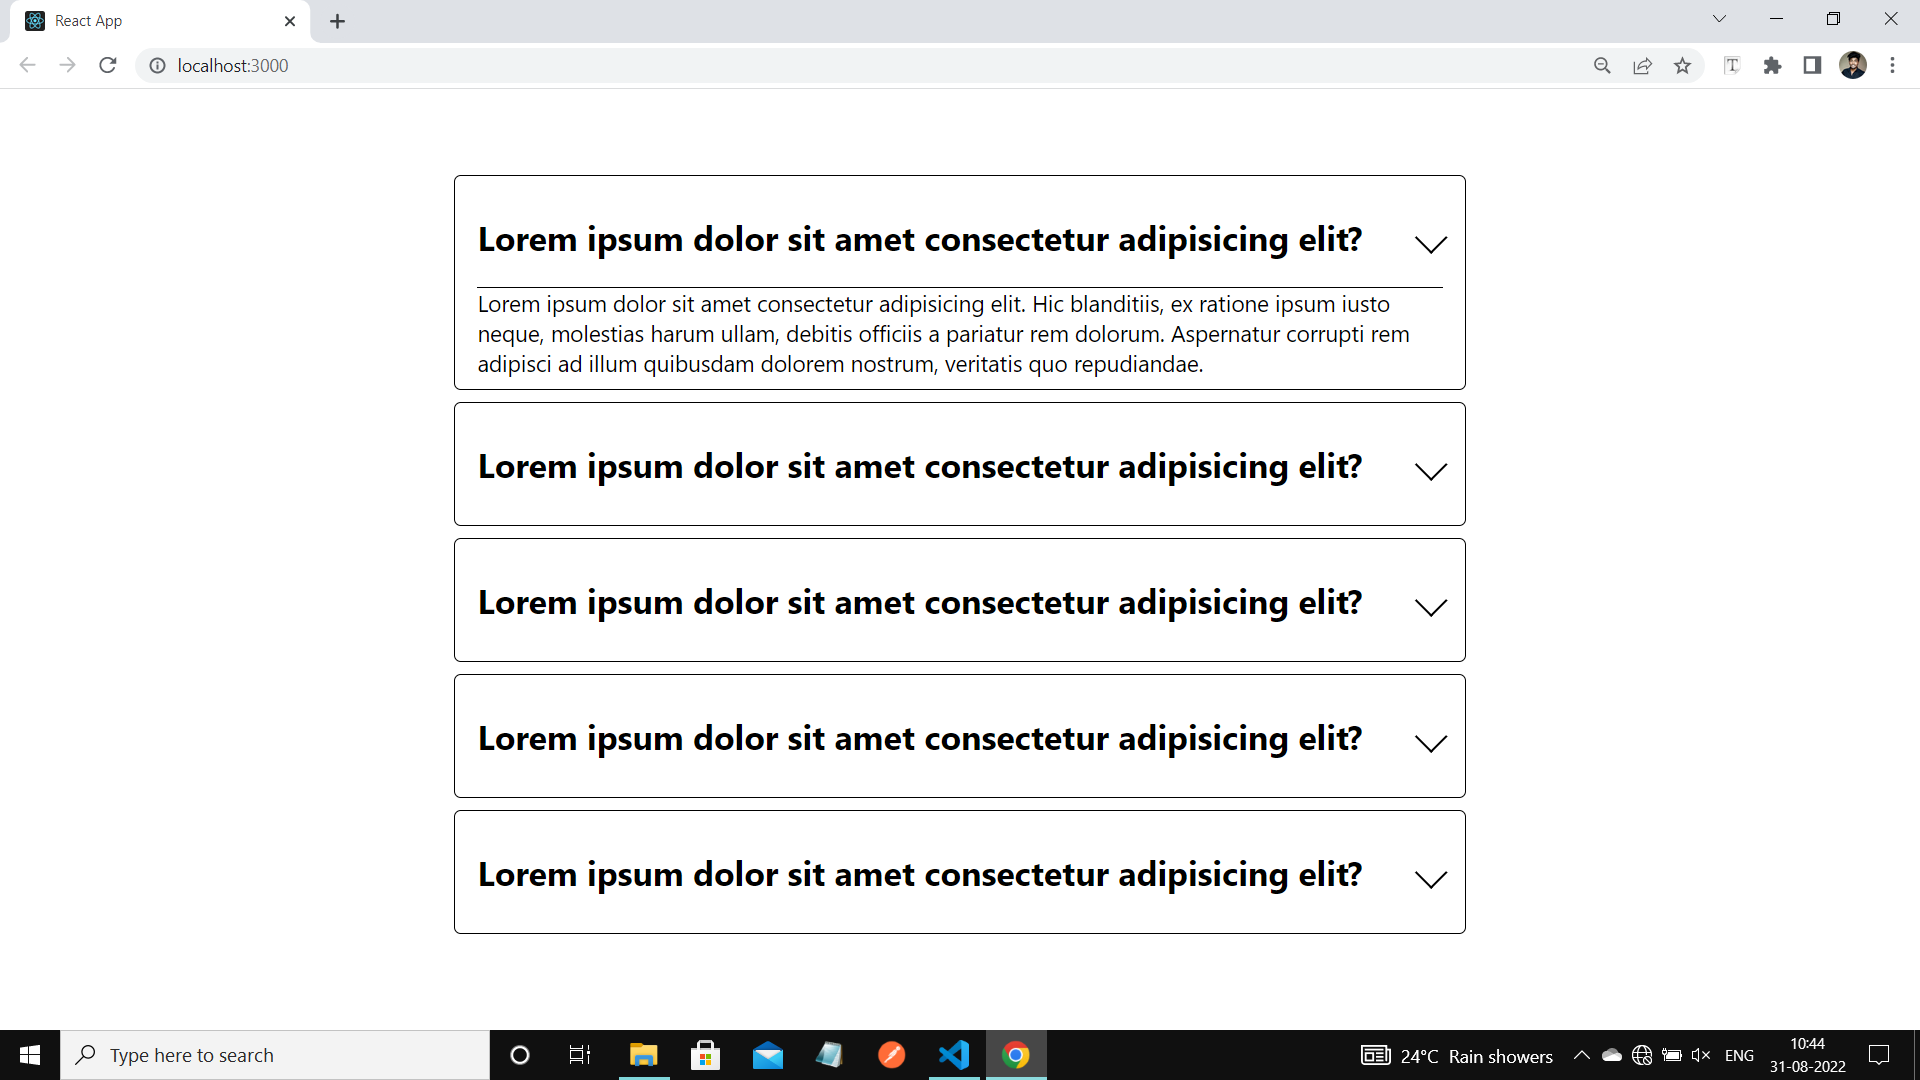 React App
localhost:3000
Lorem ipsum dolor sit amet consectetur adipisicing elit?
Lorem ipsum dolor sit amet consectetur adipisicing elit. Hic blanditiis, ex ratione ipsum iusto
neque, molestias harum ullam, debitis officiis a pariatur rem dolorum. Aspernatur corrupti rem
adipisci ad illum quibusdam dolorem nostrum, veritatis quo repudiandae.
Lorem ipsum dolor sit amet consectetur adipisicing elit?
Lorem ipsum dolor sit amet consectetur adipisicing elit?
Lorem ipsum dolor sit amet consectetur adipisicing elit?
Lorem ipsum dolor sit amet consectetur adipisicing elit?
Type here to search
24°C Rain showers
ENG
10:44
31-08-2022